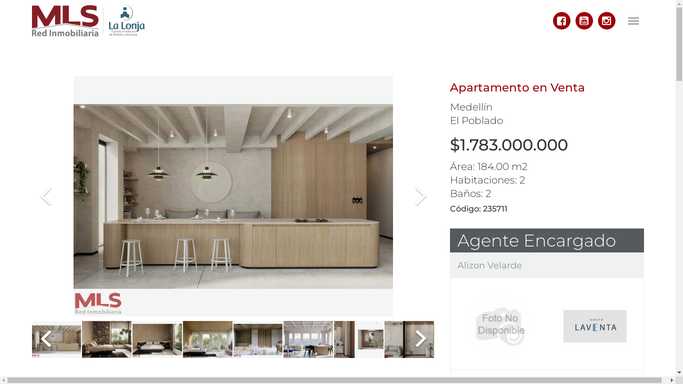 MLS
Red Inmobiliaria
La Lonja
Apartamento en Venta
Medellín
El Poblado
$1.783.000.000
Área: 184.00 m2
Habitaciones: 2
Baños: 2
Código: 235711
Agente Encargado
Alizon Velarde
MLS
Red Inmobiliaria
Foto No
Disponible
LAVENTA